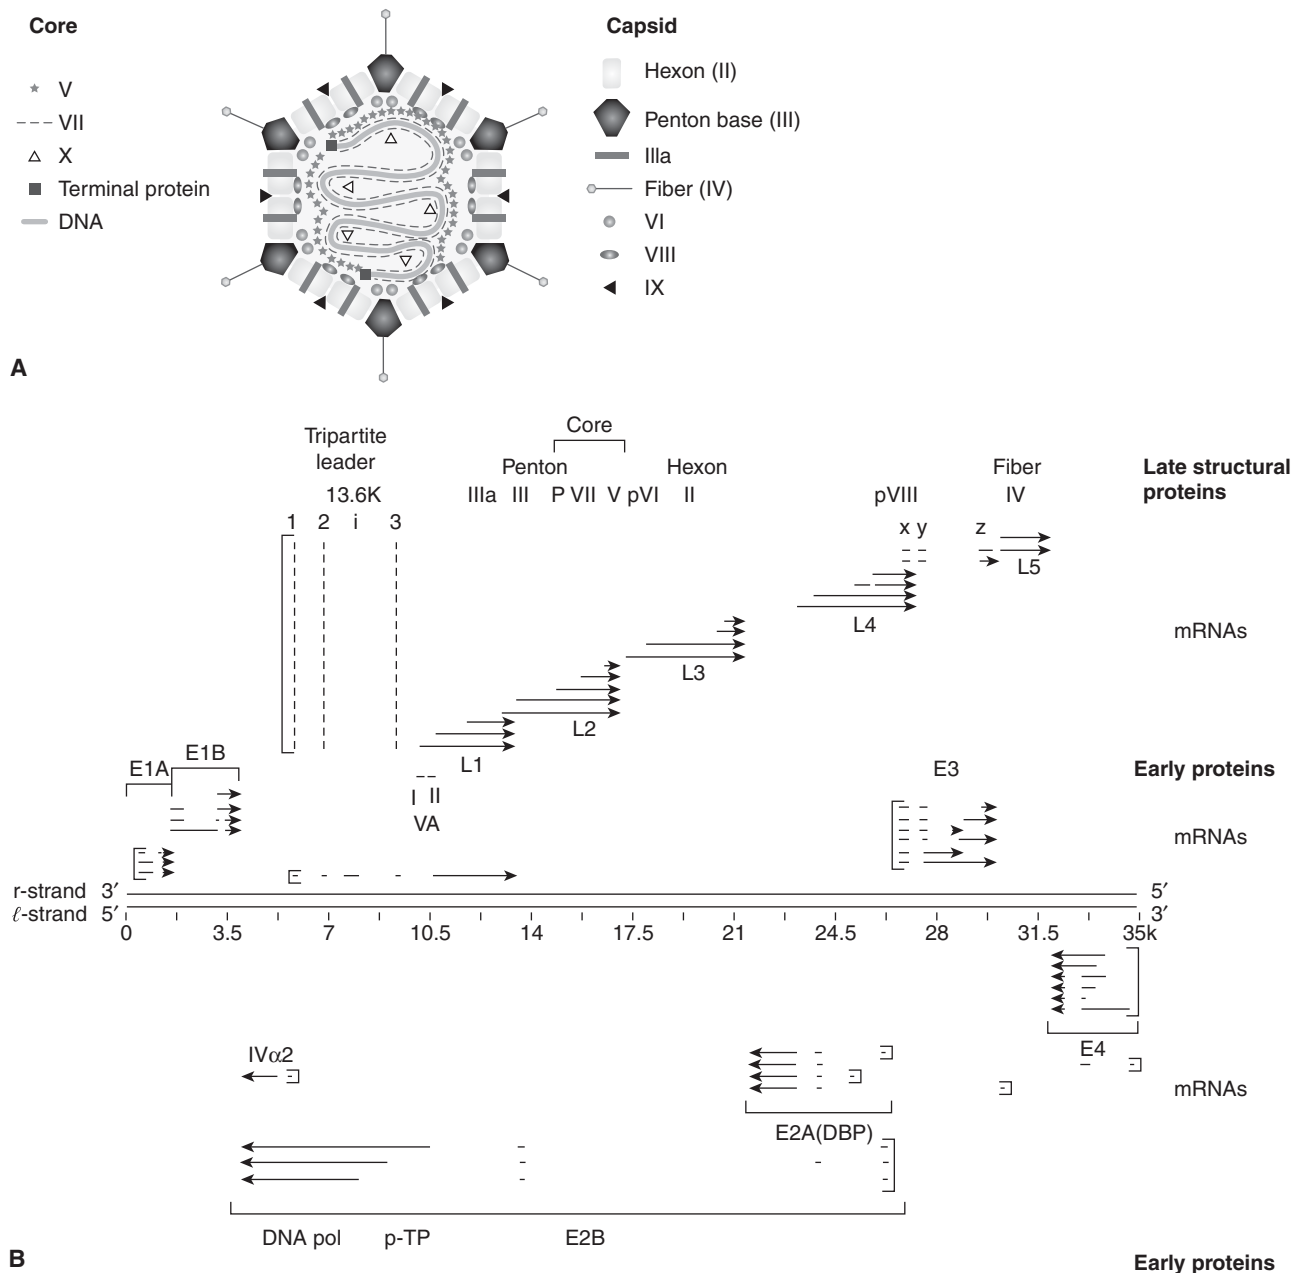 Core
V
VII
X
Terminal protein
DNA
Capsid
Hexon (II)
Penton base (III)
IIIa
Fiber (IV)
VI
VIII
IX
A
Core
Tripartite
leader
Penton
Hexon
Fiber
Late structural
proteins
13.6K
IIIa III P VII V pVI II
pVIII
IV
1 2 i 3
x y
z
L5
L4
mRNAs
L3
L2
L1
E1B
E1A
E3
Early proteins
I II
VA
mRNAs
r-strand 3′ 5′
ℓ-strand 5′ 3′
0 3.5 7 10.5 14 17.5 21 24.5 28 31.5 35k
E4
IVα2
mRNAs
E2A(DBP)
DNA pol p-TP E2B
B
Early proteins